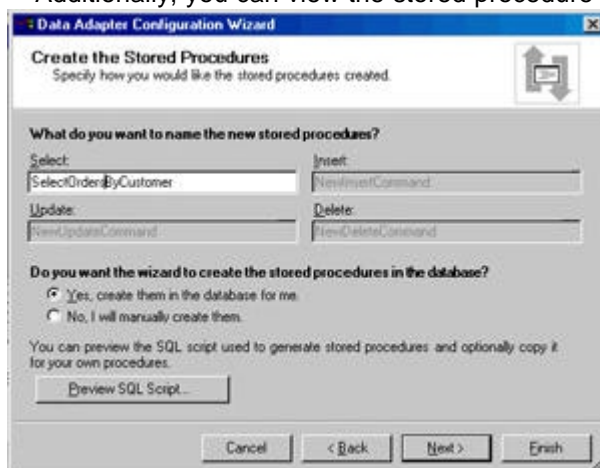 Additionally, you can view the stored procedure
Data Adapter Configuration Wizard
Create the Stored Procedures
Specify how you would like the stored procedures created.
What do you want to name the new stored procedures?
Select: Insert:
SelectOrdersByCustomer NewInsertCommand
Update: Delete:
NewUpdateCommand NewDeleteCommand
Do you want the wizard to create the stored procedures in the database?
Yes, create them in the database for me.
No, I will manually create them.
You can preview the SQL script used to generate stored procedures and optionally copy it
for your own procedures.
Preview SQL Script...
Cancel < Back Next > Finish